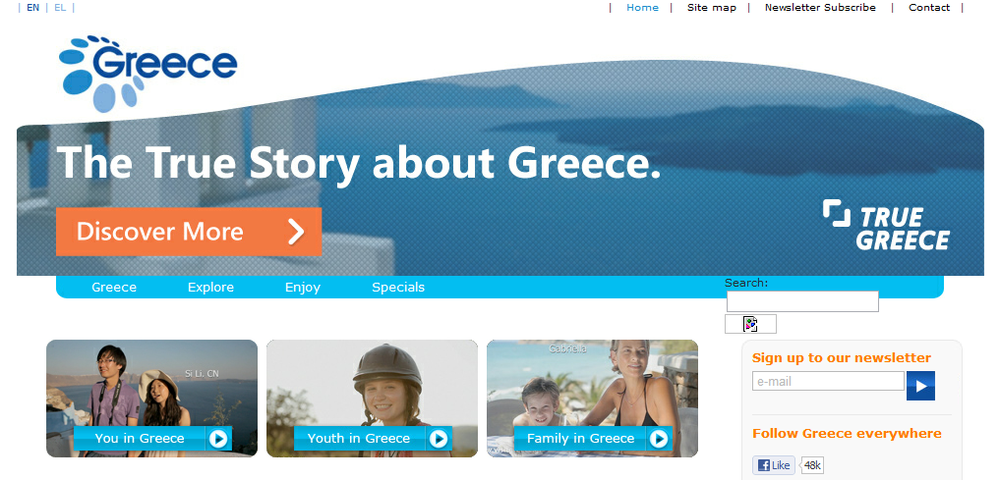 | EN | EL |
| Home | Site map | Newsletter Subscribe | Contact |
Greece
The True Story about Greece.
Discover More
TRUE
GREECE
Greece Explore Enjoy Specials
Search:
Si Li. CN
You in Greece
Youth in Greece
Gabriella
Family in Greece
Sign up to our newsletter
e-mail
Follow Greece everywhere
Like 48k